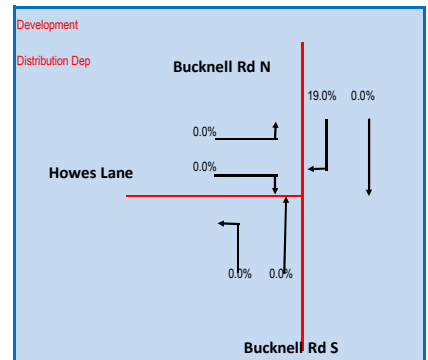 Development
Distribution Dep
Bucknell Rd N
19.0% 0.0%
0.0%
0.0%
Howes Lane
0.0% 0.0%
Bucknell Rd S